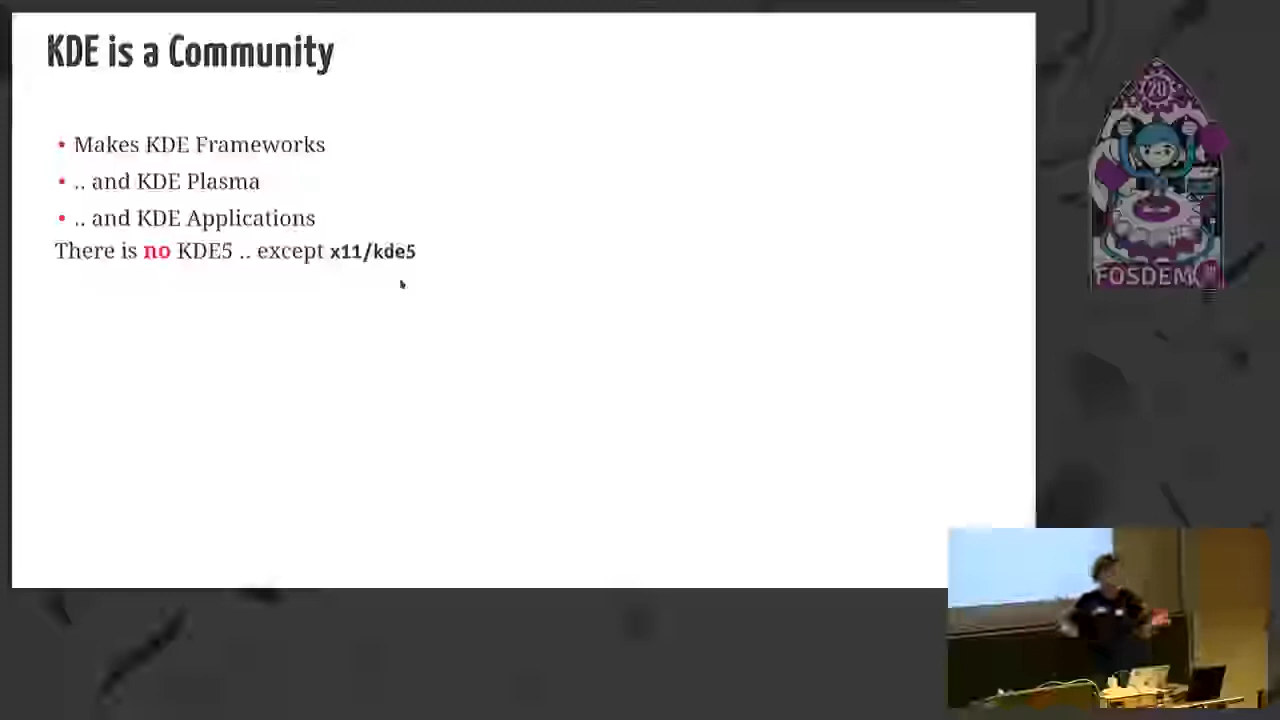 KDE is a Community
• Makes KDE Frameworks
• .. and KDE Plasma
• .. and KDE Applications
There is no KDE5 .. except x11/kde5
20
FOSDEM